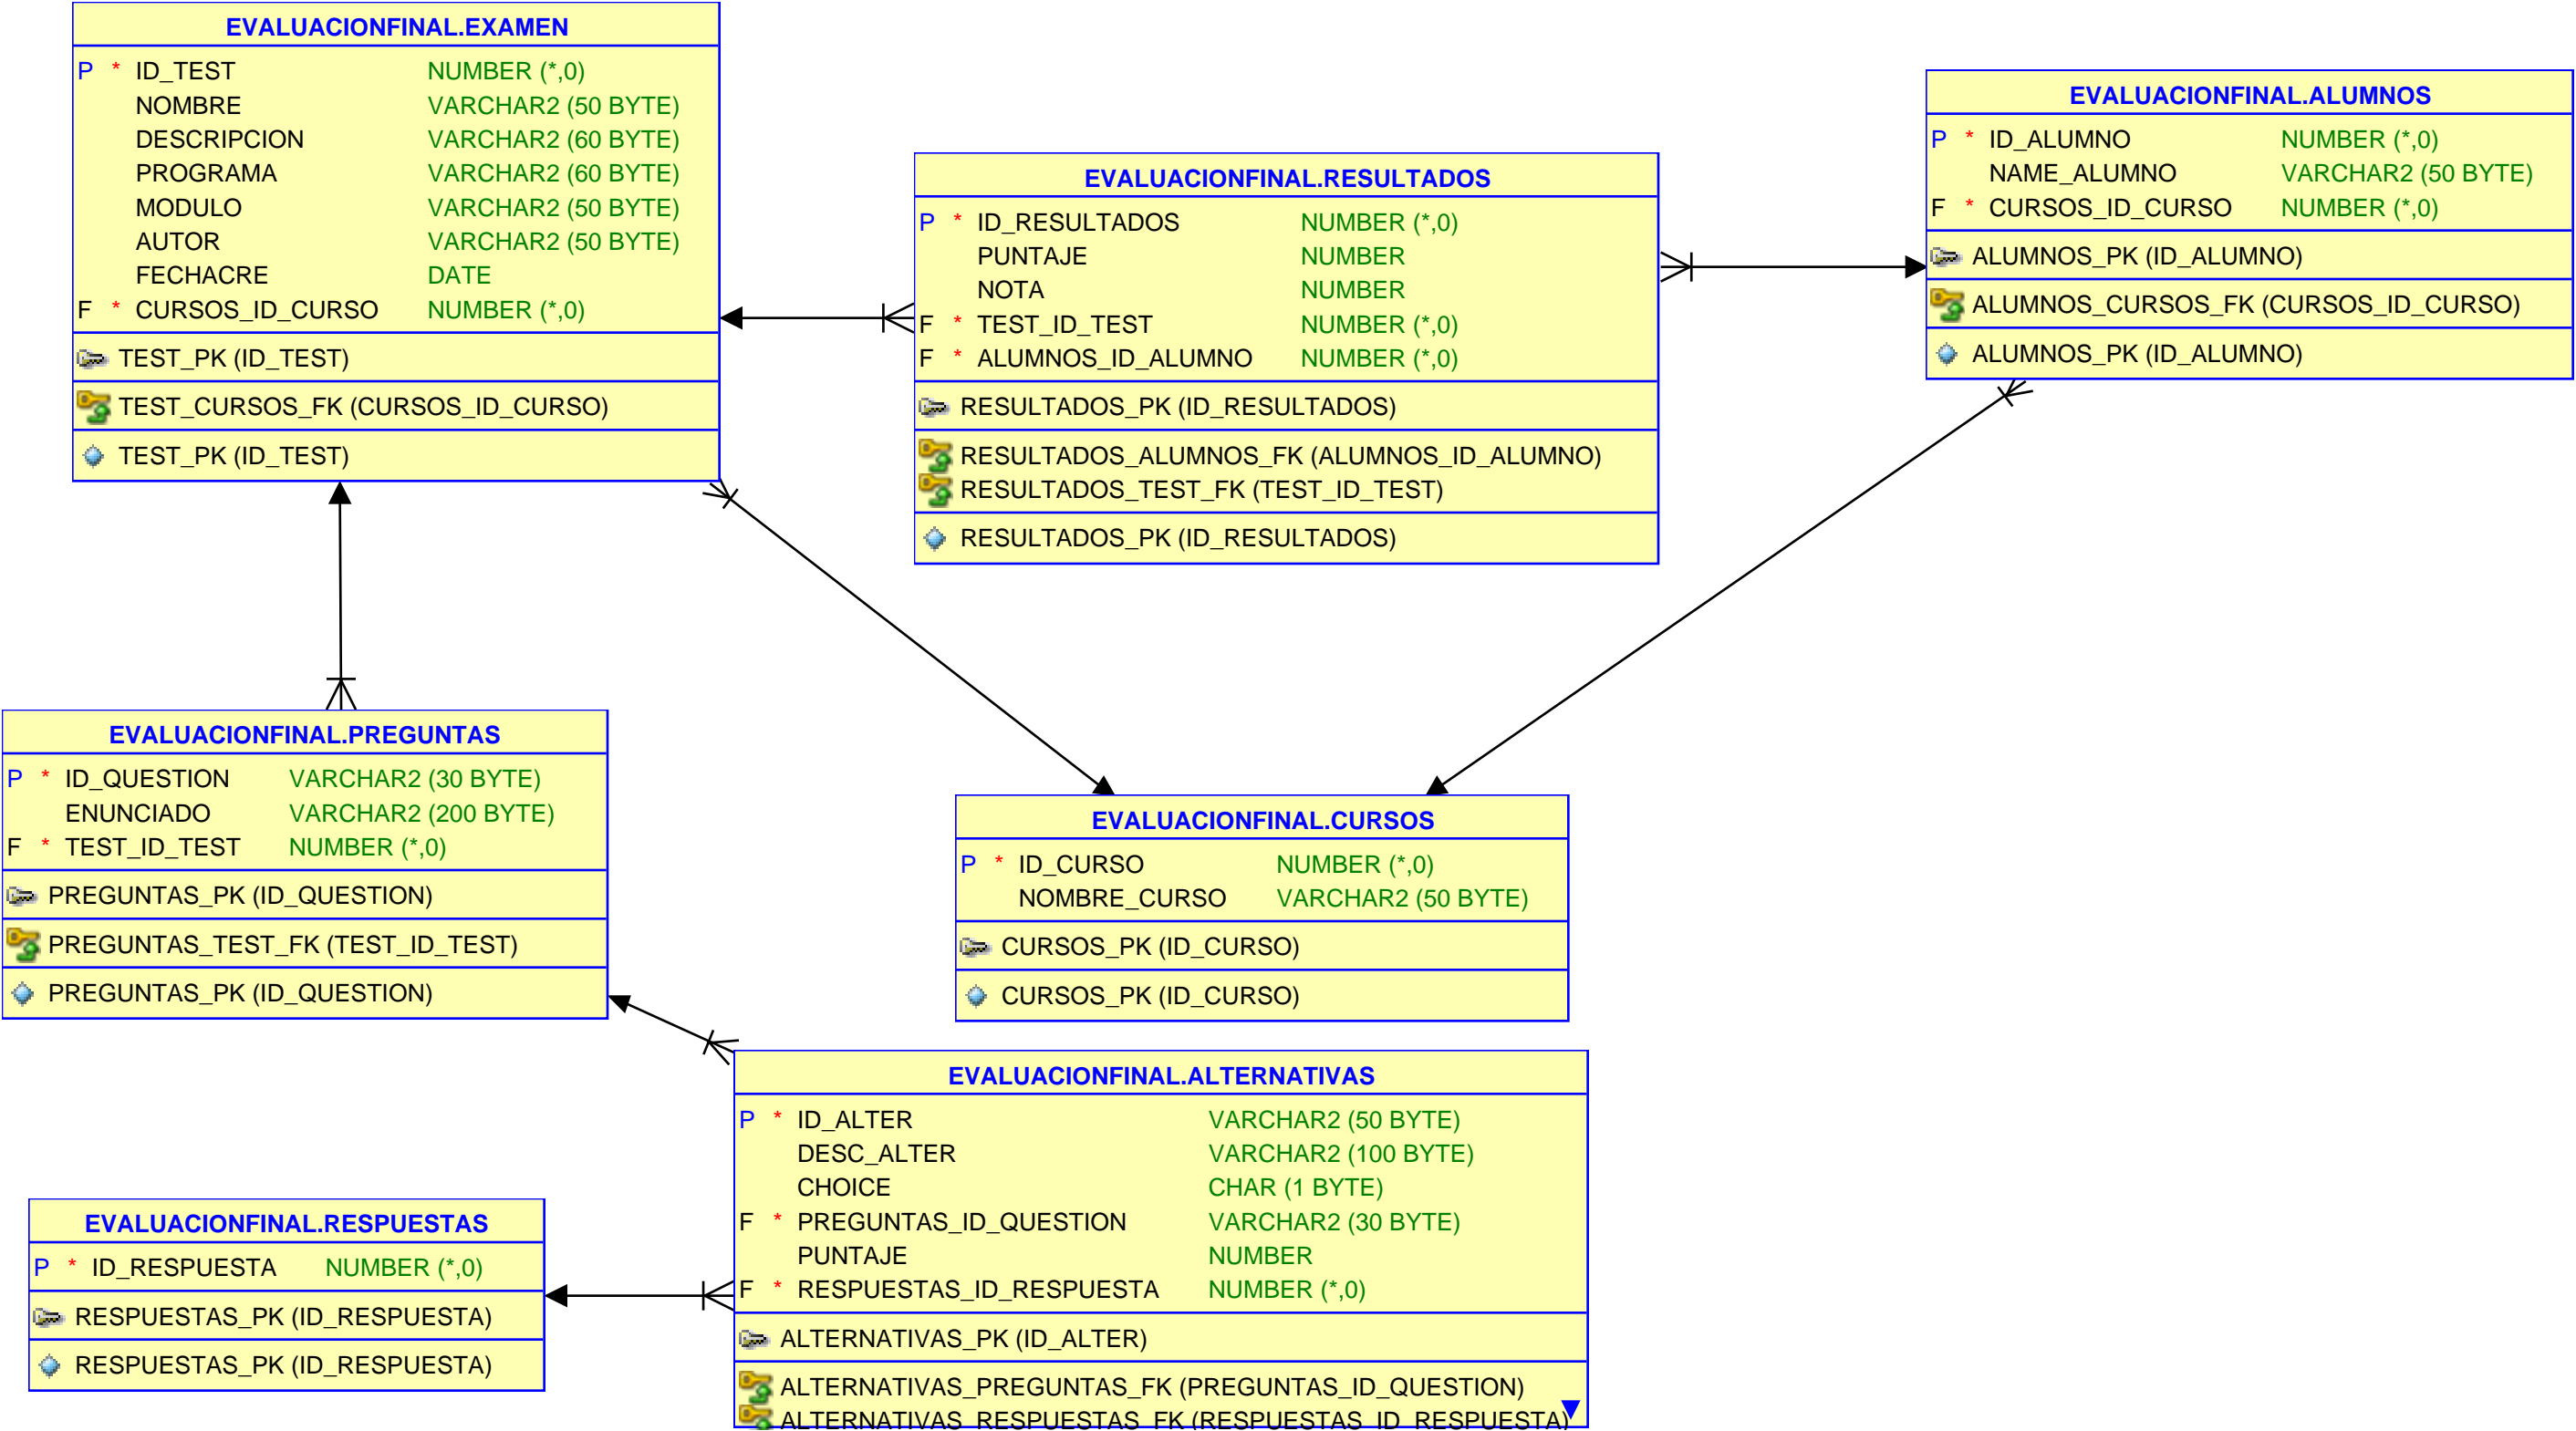 EVALUACIONFINAL.EXAMEN
P * ID_TEST NUMBER (*,0)
NOMBRE VARCHAR2 (50 BYTE)
DESCRIPCION VARCHAR2 (60 BYTE)
PROGRAMA VARCHAR2 (60 BYTE)
MODULO VARCHAR2 (50 BYTE)
AUTOR VARCHAR2 (50 BYTE)
FECHACRE DATE
F * CURSOS_ID_CURSO NUMBER (*,0)
TEST_PK (ID_TEST)
TEST_CURSOS_FK (CURSOS_ID_CURSO)
TEST_PK (ID_TEST)
EVALUACIONFINAL.RESULTADOS
P * ID_RESULTADOS NUMBER (*,0)
PUNTAJE NUMBER
NOTA NUMBER
F * TEST_ID_TEST NUMBER (*,0)
F * ALUMNOS_ID_ALUMNO NUMBER (*,0)
RESULTADOS_PK (ID_RESULTADOS)
RESULTADOS_ALUMNOS_FK (ALUMNOS_ID_ALUMNO)
RESULTADOS_TEST_FK (TEST_ID_TEST)
RESULTADOS_PK (ID_RESULTADOS)
EVALUACIONFINAL.ALUMNOS
P * ID_ALUMNO NUMBER (*,0)
NAME_ALUMNO VARCHAR2 (50 BYTE)
F * CURSOS_ID_CURSO NUMBER (*,0)
ALUMNOS_PK (ID_ALUMNO)
ALUMNOS_CURSOS_FK (CURSOS_ID_CURSO)
ALUMNOS_PK (ID_ALUMNO)
EVALUACIONFINAL.PREGUNTAS
P * ID_QUESTION VARCHAR2 (30 BYTE)
ENUNCIADO VARCHAR2 (200 BYTE)
F * TEST_ID_TEST NUMBER (*,0)
PREGUNTAS_PK (ID_QUESTION)
PREGUNTAS_TEST_FK (TEST_ID_TEST)
PREGUNTAS_PK (ID_QUESTION)
EVALUACIONFINAL.CURSOS
P * ID_CURSO NUMBER (*,0)
NOMBRE_CURSO VARCHAR2 (50 BYTE)
CURSOS_PK (ID_CURSO)
CURSOS_PK (ID_CURSO)
EVALUACIONFINAL.ALTERNATIVAS
P * ID_ALTER VARCHAR2 (50 BYTE)
DESC_ALTER VARCHAR2 (100 BYTE)
CHOICE CHAR (1 BYTE)
F * PREGUNTAS_ID_QUESTION VARCHAR2 (30 BYTE)
PUNTAJE NUMBER
F * RESPUESTAS_ID_RESPUESTA NUMBER (*,0)
ALTERNATIVAS_PK (ID_ALTER)
ALTERNATIVAS_PREGUNTAS_FK (PREGUNTAS_ID_QUESTION)
ALTERNATIVAS_RESPUESTAS_FK (RESPUESTAS_ID_RESPUESTA)
EVALUACIONFINAL.RESPUESTAS
P * ID_RESPUESTA NUMBER (*,0)
RESPUESTAS_PK (ID_RESPUESTA)
RESPUESTAS_PK (ID_RESPUESTA)